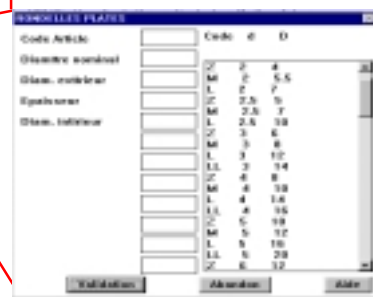 RONDELLES PLATES
Code Article
Diamètre nominal
Diam. extérieur
Epaisseur
Diam. intérieur
Code d D
Z 2 4
M 2 5.5
L 2 7
Z 2.5 5
M 2.5 7
L 2.5 10
Z 3 6
M 3 8
L 3 12
LL 3 14
Z 4 8
M 4 10
L 4 14
LL 4 16
Z 5 10
M 5 12
L 5 16
LL 5 20
Z 6 12
Validation Abandon Aide